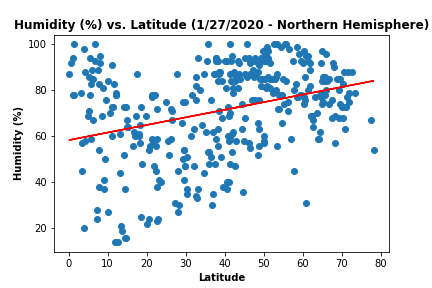 Humidity (%) vs. Latitude (1/27/2020 - Northern Hemisphere)
100
80
60
40
20
Humidity (%)
0 10 20 30 40 50 60 70 80
Latitude